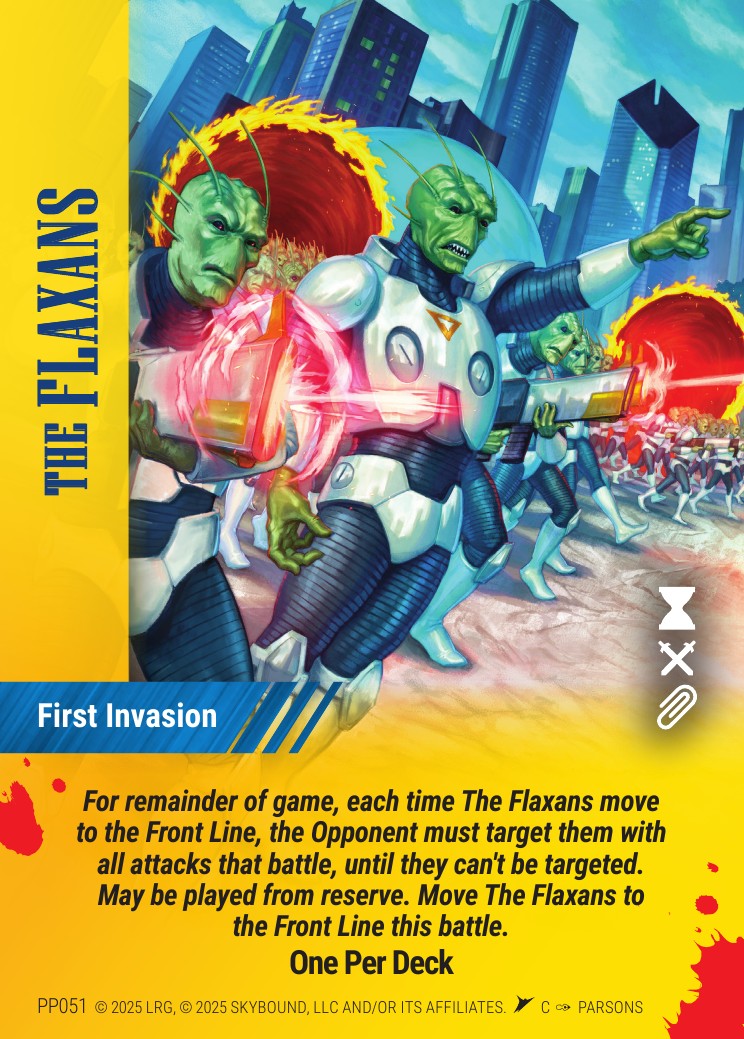 THE FLAXANS
First Invasion
For remainder of game, each time The Flaxans move
to the Front Line, the Opponent must target them with
all attacks that battle, until they can't be targeted.
May be played from reserve. Move The Flaxans to
the Front Line this battle.
One Per Deck
PP051 © 2025 LRG, © 2025 SKYBOUND, LLC AND/OR ITS AFFILIATES. C PARSONS